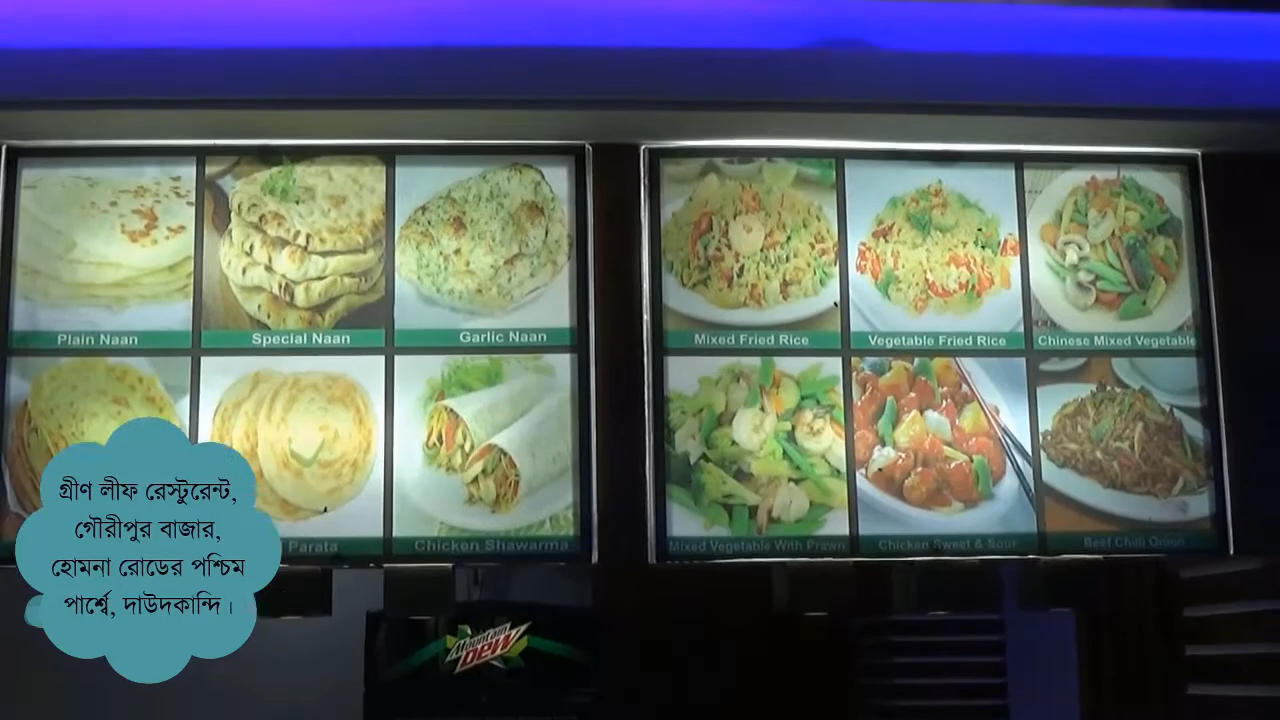 Plain Naan
Special Naan
Garlic Naan
Mixed Fried Rice
Vegetable Fried Rice
Chinese Mixed Vegetable
Parata
Chicken Shawarma
Mixed Vegetable With Prawn
Chicken Sweet & Sour
Beef Chilli Onion
গ্রীণ লীফ রেস্টুরেন্ট,
গৌরীপুর বাজার,
হোমনা রোডের পশ্চিম
পার্শ্বে, দাউদকান্দি।
Mountain
Dew